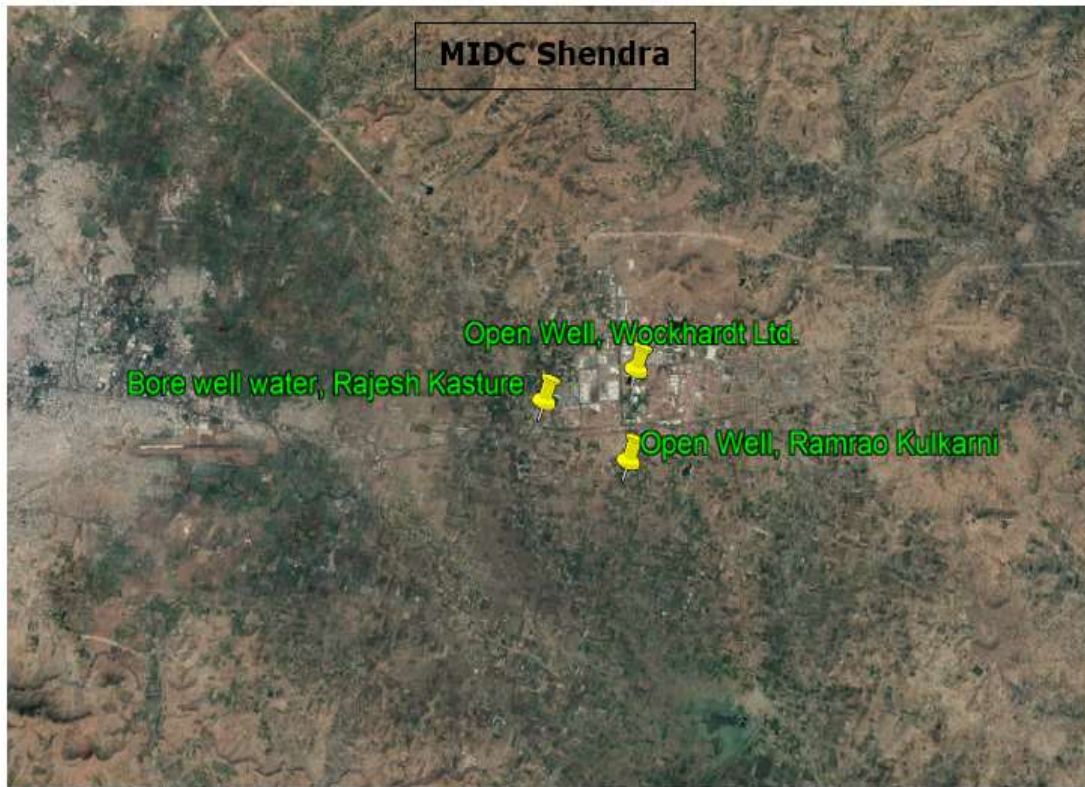 MIDC Shendra
Open Well, Wockhardt Ltd.
Bore well water, Rajesh Kasture
Open Well, Ramrao Kulkarni